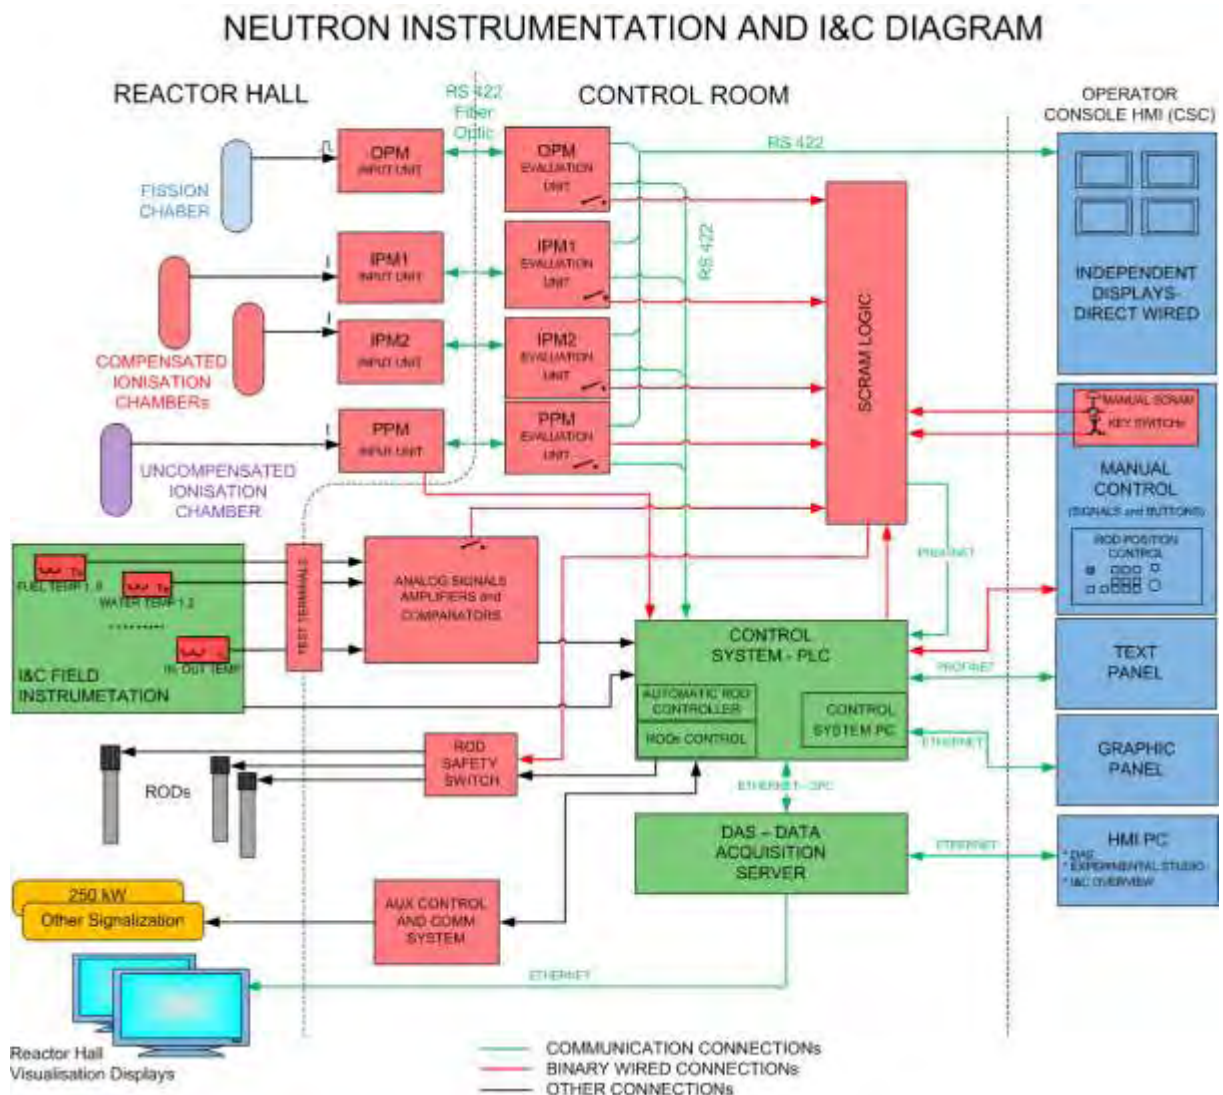 NEUTRON INSTRUMENTATION AND I&C DIAGRAM
REACTOR HALL
RS 422
Fiber
Optic
CONTROL ROOM
OPERATOR
CONSOLE HMI (CSC)
FISSION
CHABER
OPM
INPUT UNIT
OPM
EVALUATION
UNIT
RS 422
IPM1
INPUT UNIT
IPM1
EVALUATION
UNIT
RS 422
COMPENSATED
IONISATION
CHAMBERs
IPM2
INPUT UNIT
IPM2
EVALUATION
UNIT
UNCOMPENSATED
IONISATION
CHAMBER
PPM
INPUT UNIT
PPM
EVALUATION
UNIT
SCRAM LOGIC
INDEPENDENT
DISPLAYS-
DIRECT WIRED
MANUAL SCRAM
KEY SWITCHs
MANUAL
CONTROL
(SIGNALS and BUTTONS)
ROD POSITION
CONTROL
PROFINET
FUEL TEMP
WATER TEMP 1,2
IN, OUT TEMP
I&C FIELD
INSTRUMETATION
TEST TERMINALS
ANALOG SIGNALS
AMPLIFIERS and
COMPARATORS
CONTROL
SYSTEM - PLC
AUTOMATIC ROD
CONTROLLER
RODs CONTROL
CONTROL
SYSTEM PC
PROFINET
TEXT
PANEL
ETHERNET
GRAPHIC
PANEL
RODs
ROD
SAFETY
SWITCH
ETHERNET - OPC
DAS – DATA
ACQUISITION
SERVER
ETHERNET
HMI PC
* DAS
* EXPERIMENTAL STUDIO
* I&C OVERVIEW
250 kW
Other Signalization
AUX CONTROL
AND COMM
SYSTEM
ETHERNET
Reactor Hall
Visualisation Displays
COMMUNICATION CONNECTIONs
BINARY WIRED CONNECTIONs
OTHER CONNECTIONs